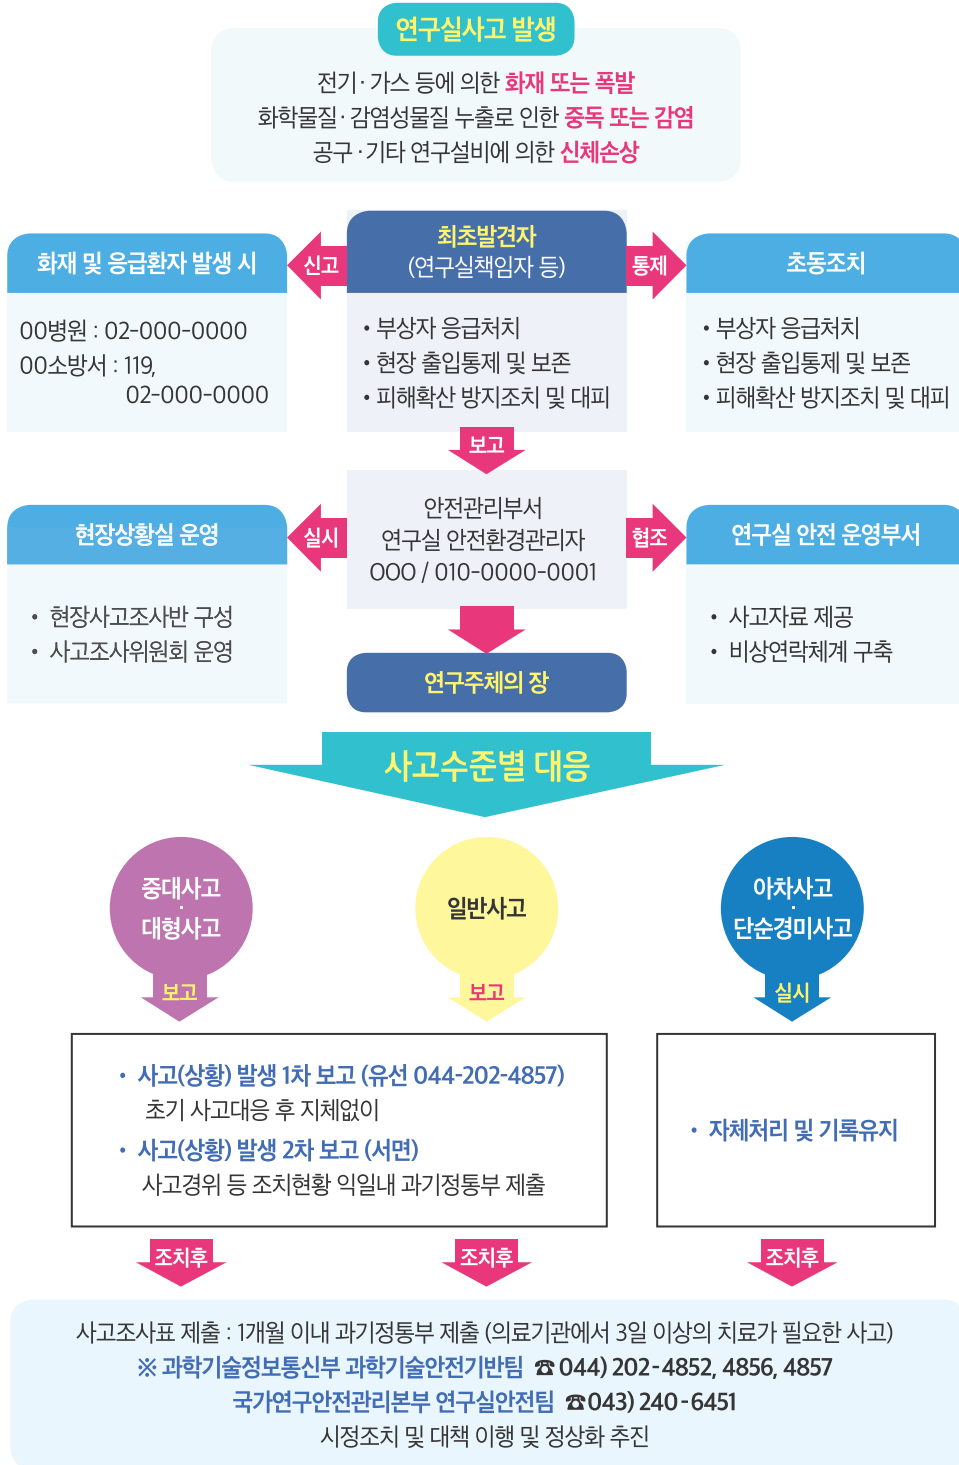 연구실사고 발생
전기·가스 등에 의한 화재 또는 폭발
화학물질·감염성물질 누출로 인한 중독 또는 감염
공구·기타 연구설비에 의한 신체손상
화재 및 응급환자 발생 시
OO병원 : 02-000-0000
OO소방서 : 119,
02-000-0000
신고
최초발견자
(연구실책임자 등)
• 부상자 응급처치
• 현장 출입통제 및 보존
• 피해확산 방지조치 및 대피
통제
초동조치
• 부상자 응급처치
• 현장 출입통제 및 보존
• 피해확산 방지조치 및 대피
보고
현장상황실 운영
• 현장사고조사반 구성
• 사고조사위원회 운영
실시
안전관리부서
연구실 안전환경관리자
OOO / 010-0000-0001
협조
연구실 안전 운영부서
• 사고자료 제공
• 비상연락체계 구축
연구주체의 장
사고수준별 대응
중대사고
·
대형사고
보고
일반사고
보고
아차사고
·
단순경미사고
실시
• 사고(상황) 발생 1차 보고 (유선 044-202-4857)
초기 사고대응 후 지체없이
• 사고(상황) 발생 2차 보고 (서면)
사고경위 등 조치현황 익일내 과기정통부 제출
• 자체처리 및 기록유지
조치후
조치후
조치후
사고조사표 제출 : 1개월 이내 과기정통부 제출 (의료기관에서 3일 이상의 치료가 필요한 사고)
※ 과학기술정보통신부 과학기술안전기반팀 ☎ 044) 202-4852, 4856, 4857
국가연구안전관리본부 연구실안전팀 ☎043) 240-6451
시정조치 및 대책 이행 및 정상화 추진